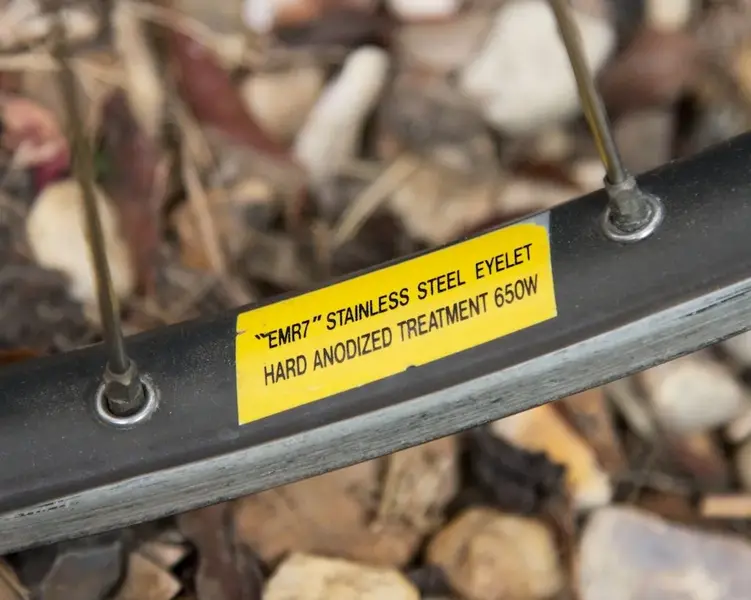 "EMR7" STAINLESS STEEL EYELET
HARD ANODIZED TREATMENT 650W